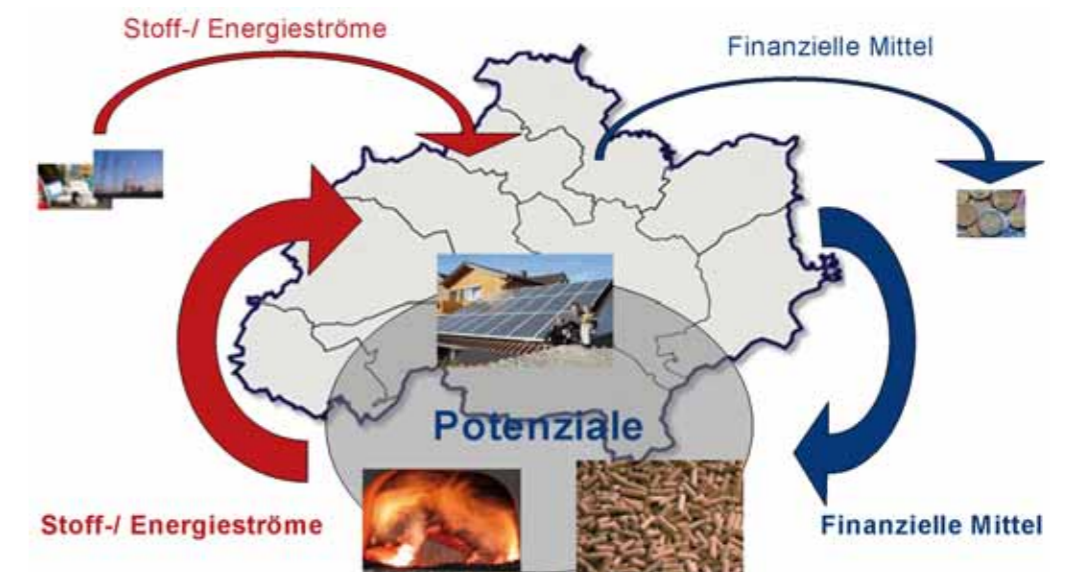 Stoff-/ Energieströme
Finanzielle Mittel
Potenziale
Stoff-/ Energieströme
Finanzielle Mittel